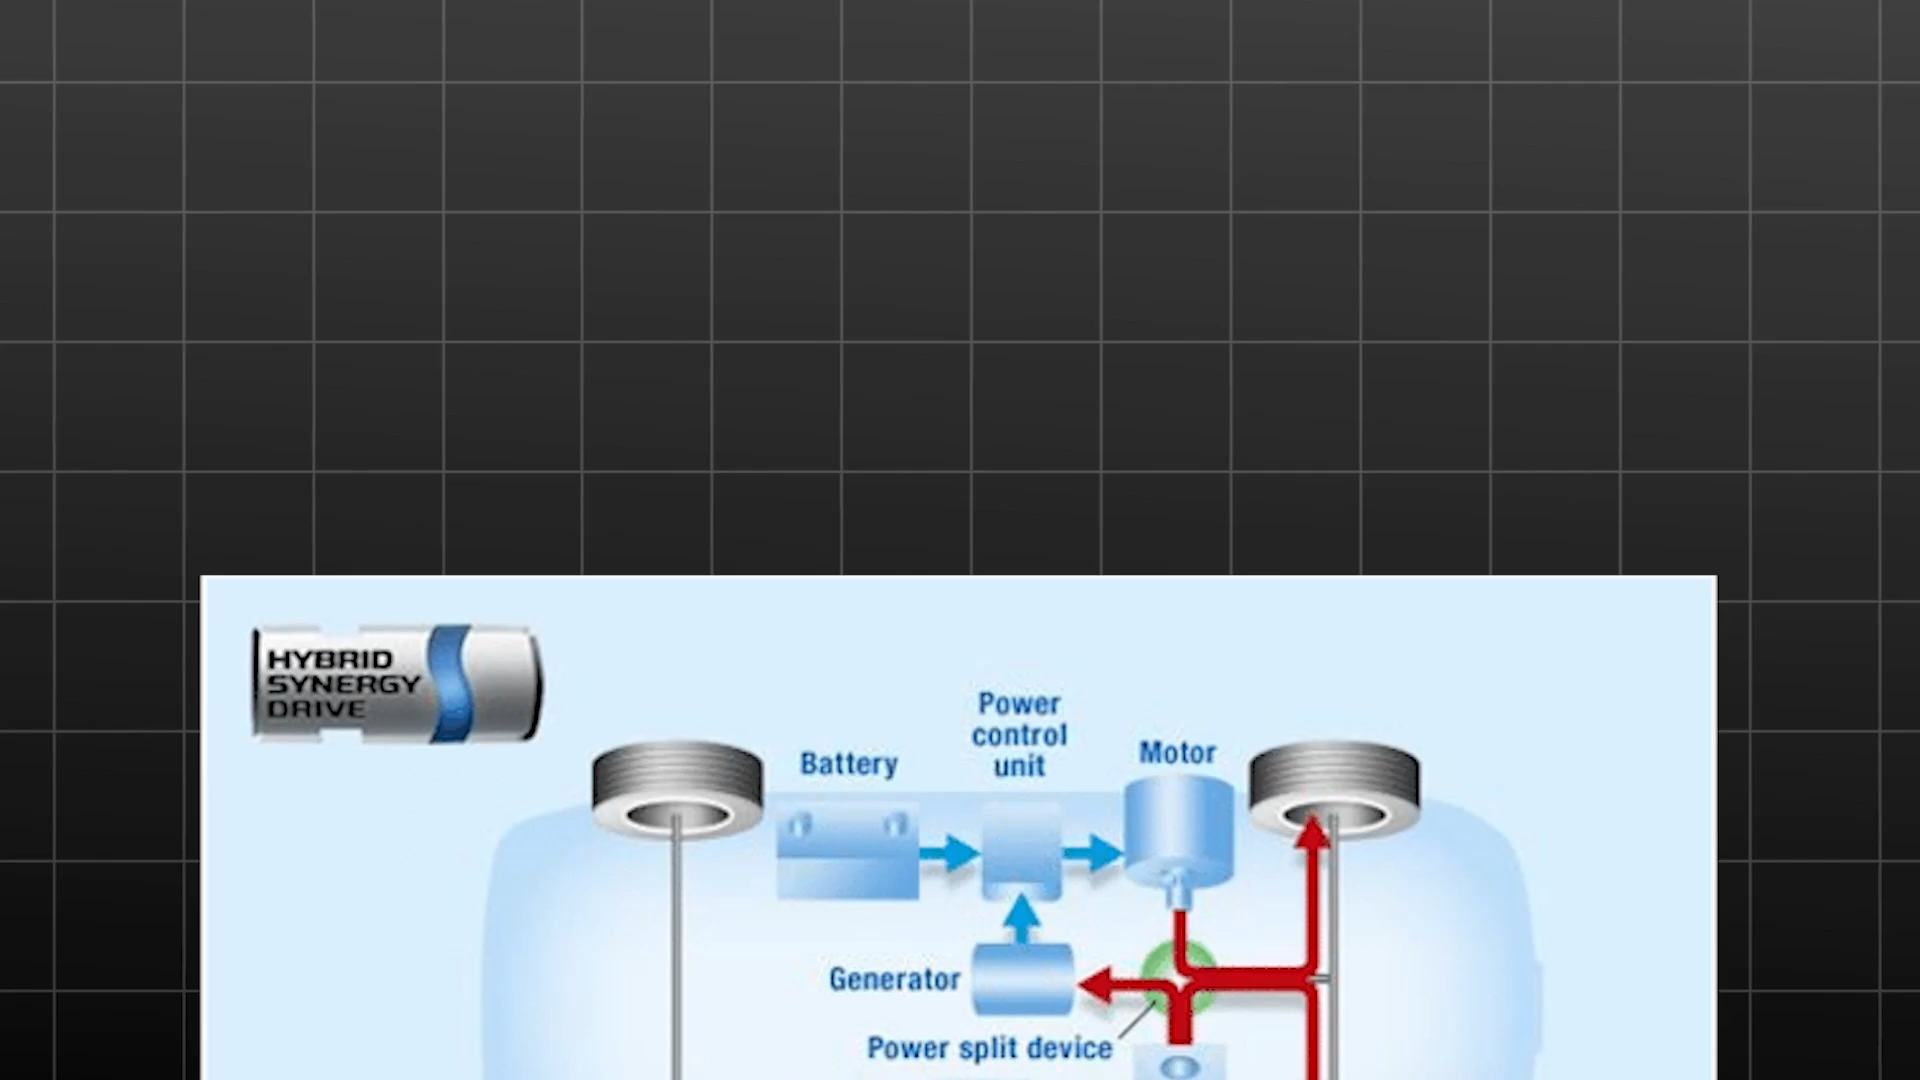 HYBRID
SYNERGY
DRIVE
Power
control
unit
Motor
Battery
Generator
Power split device